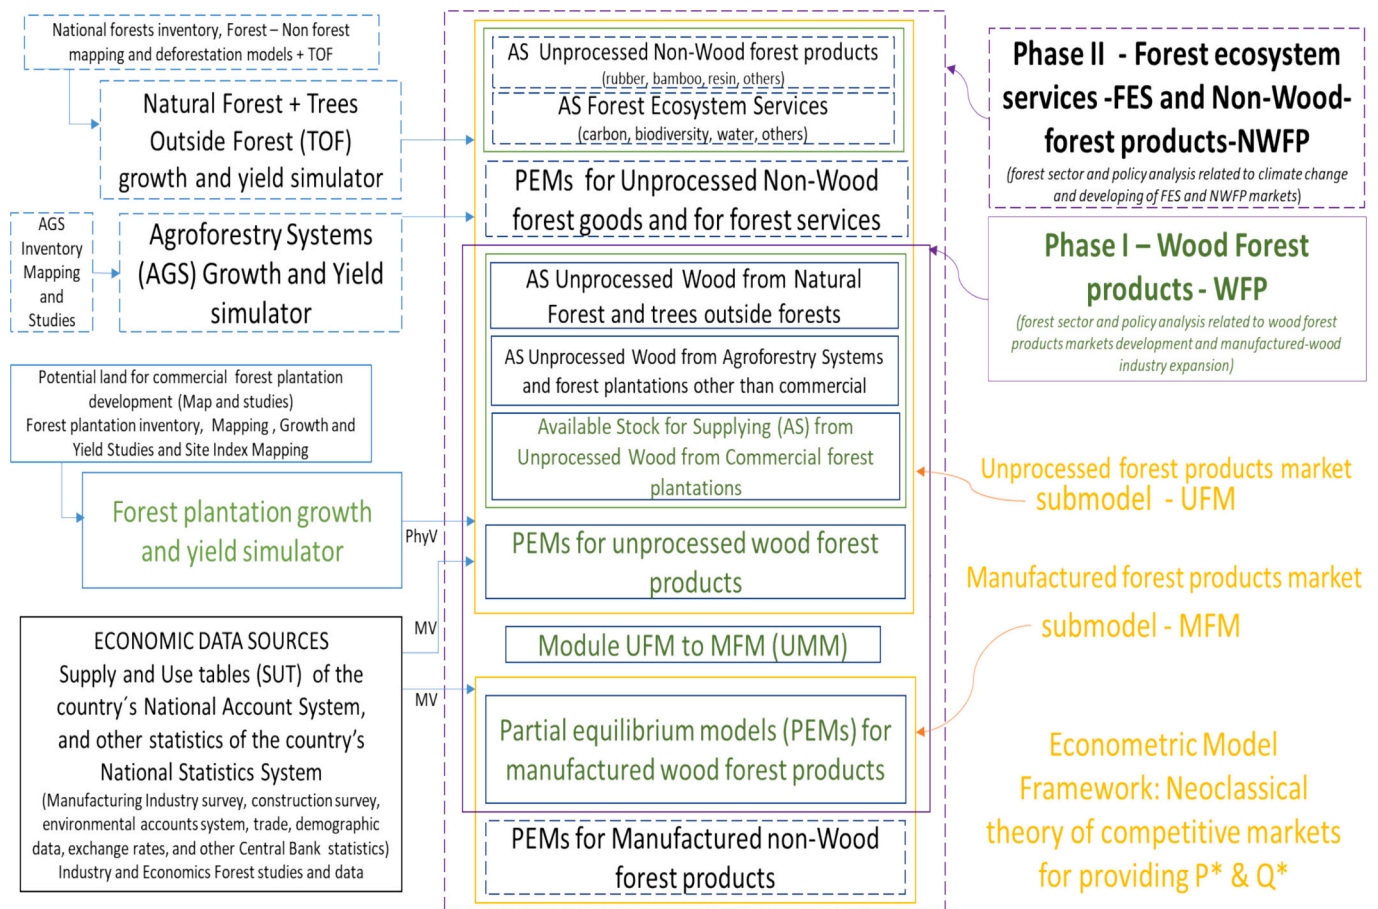 National forests inventory, Forest – Non forest
mapping and deforestation models + TOF
Natural Forest + Trees
Outside Forest (TOF)
growth and yield simulator
AGS
Inventory
Mapping
and
Studies
Agroforestry Systems
(AGS) Growth and Yield
simulator
Potential land for commercial forest plantation
development (Map and studies)
Forest plantation inventory, Mapping , Growth and
Yield Studies and Site Index Mapping
Forest plantation growth
and yield simulator
PhyV
MV
MV
ECONOMIC DATA SOURCES
Supply and Use tables (SUT) of the
country´s National Account System,
and other statistics of the country’s
National Statistics System
(Manufacturing Industry survey, construction survey,
environmental accounts system, trade, demographic
data, exchange rates, and other Central Bank statistics)
Industry and Economics Forest studies and data
AS Unprocessed Non-Wood forest products
(rubber, bamboo, resin, others)
AS Forest Ecosystem Services
(carbon, biodiversity, water, others)
PEMs for Unprocessed Non-Wood
forest goods and for forest services
AS Unprocessed Wood from Natural
Forest and trees outside forests
AS Unprocessed Wood from Agroforestry Systems
and forest plantations other than commercial
Available Stock for Supplying (AS) from
Unprocessed Wood from Commercial forest
plantations
PEMs for unprocessed wood forest
products
Module UFM to MFM (UMM)
Partial equilibrium models (PEMs) for
manufactured wood forest products
PEMs for Manufactured non-Wood
forest products
Phase II - Forest ecosystem
services -FES and Non-Wood-
forest products-NWFP
(forest sector and policy analysis related to climate change
and developing of FES and NWFP markets)
Phase I – Wood Forest
products - WFP
(forest sector and policy analysis related to wood forest
products markets development and manufactured-wood
industry expansion)
Unprocessed forest products market
submodel - UFM
Manufactured forest products market
submodel - MFM
Econometric Model
Framework: Neoclassical
theory of competitive markets
for providing P* & Q*